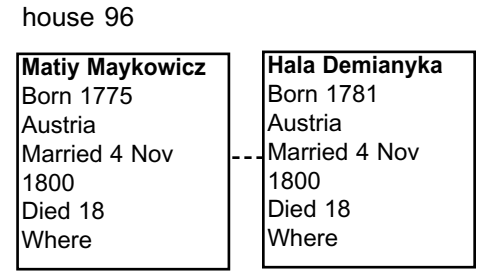 house 96
Matiy Maykowicz
Born 1775
Austria
Married 4 Nov
1800
Died 18
Where
Hala Demianyka
Born 1781
Austria
Married 4 Nov
1800
Died 18
Where